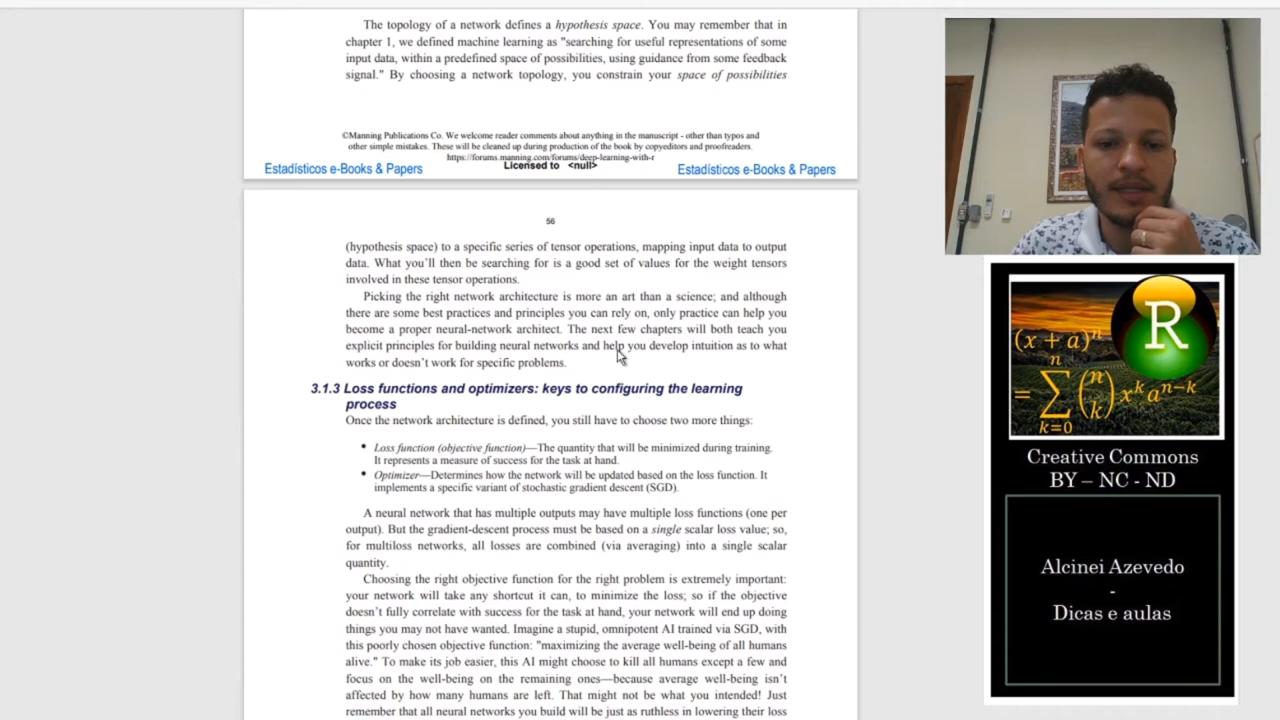 The topology of a network defines a hypothesis space. You may remember that in
chapter 1, we defined machine learning as "searching for useful representations of some
input data, within a predefined space of possibilities, using guidance from some feedback
signal." By choosing a network topology, you constrain your space of possibilities
©Manning Publications Co. We welcome reader comments about anything in the manuscript - other than typos and
other simple mistakes. These will be cleaned up during production of the book by copyeditors and proofreaders.
https://forums.manning.com/forums/deep-learning-with-r
Licensed to <null>
Estadísticos e-Books & Papers
Estadísticos e-Books & Papers
56
(hypothesis space) to a specific series of tensor operations, mapping input data to output
data. What you'll then be searching for is a good set of values for the weight tensors
involved in these tensor operations.
Picking the right network architecture is more an art than a science; and although
there are some best practices and principles you can rely on, only practice can help you
become a proper neural-network architect. The next few chapters will both teach you
explicit principles for building neural networks and help you develop intuition as to what
works or doesn't work for specific problems.
3.1.3 Loss functions and optimizers: keys to configuring the learning
process
Once the network architecture is defined, you still have to choose two more things:
• Loss function (objective function)—The quantity that will be minimized during training.
It represents a measure of success for the task at hand.
• Optimizer—Determines how the network will be updated based on the loss function. It
implements a specific variant of stochastic gradient descent (SGD).
A neural network that has multiple outputs may have multiple loss functions (one per
output). But the gradient-descent process must be based on a single scalar loss value; so,
for multiloss networks, all losses are combined (via averaging) into a single scalar
quantity.
Choosing the right objective function for the right problem is extremely important:
your network will take any shortcut it can, to minimize the loss; so if the objective
doesn't fully correlate with success for the task at hand, your network will end up doing
things you may not have wanted. Imagine a stupid, omnipotent AI trained via SGD, with
this poorly chosen objective function: "maximizing the average well-being of all humans
alive." To make its job easier, this AI might choose to kill all humans except a few and
focus on the well-being on the remaining ones—because average well-being isn't
affected by how many humans are left. That might not be what you intended! Just
remember that all neural networks you build will be just as ruthless in lowering their loss
R
(x + a)^n
= ∑_{k=0}^{n} (n k) x^k a^{n-k}
Creative Commons
BY – NC - ND
Alcinei Azevedo
-
Dicas e aulas